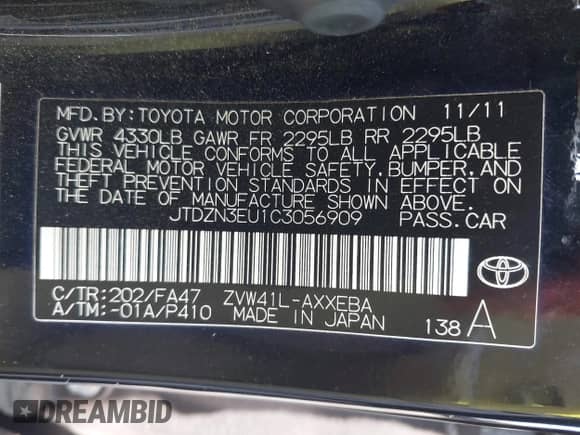 MFD.BY:TOYOTA MOTOR CORPORATION 11/11
GVWR 4330LB GAWR FR 2295LB RR 2295LB
THIS VEHICLE CONFORMS TO ALL APPLICABLE
FEDERAL MOTOR VEHICLE SAFETY,BUMPER,AND
THEFT PREVENTION STANDARDS IN EFFECT ON
THE DATE OF MANUFACTURE SHOWN ABOVE.
JTDZN3EU1C3056909 PASS.CAR
C/TR:202/FA47 ZVW41L-AXXEBA
A/TM:-01A/P410 MADE IN JAPAN 138 A
TOYOTA
DREAMBID